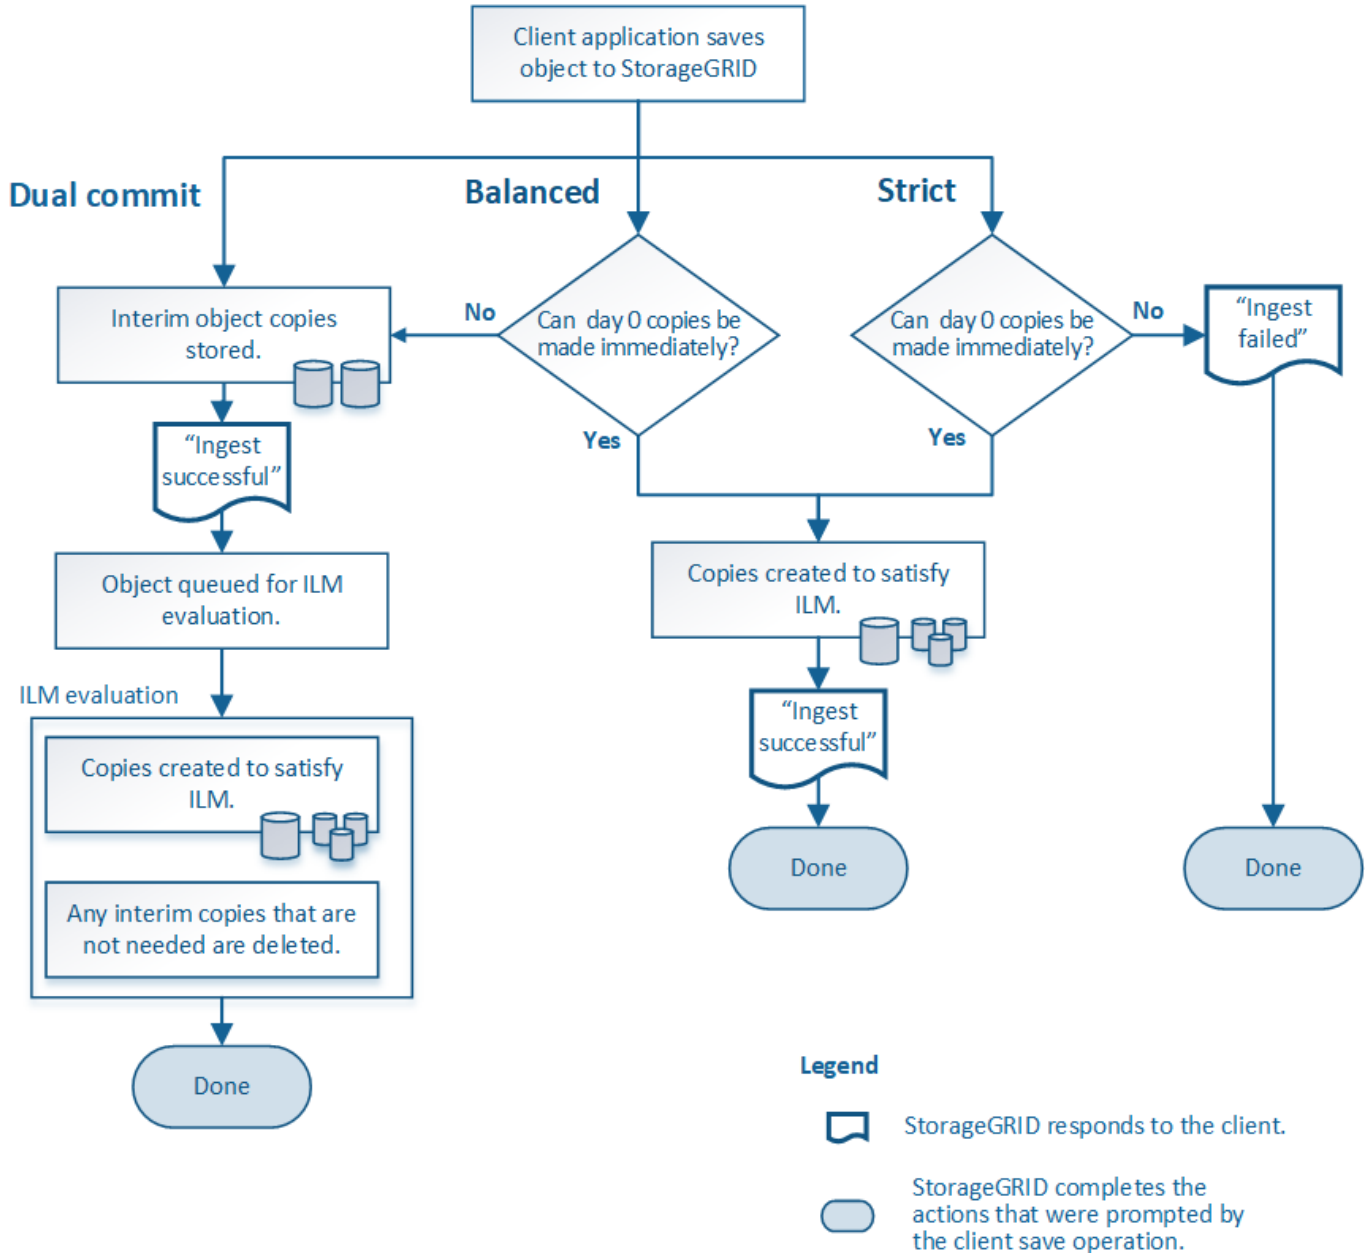 Client application saves
object to StorageGRID
Dual commit
Balanced
Strict
Interim object copies
stored.
No
Can day 0 copies be
made immediately?
Yes
Can day 0 copies be
made immediately?
No
Yes
“Ingest
failed”
“Ingest
successful”
Object queued for ILM
evaluation.
Copies created to satisfy
ILM.
“Ingest
successful”
ILM evaluation
Copies created to satisfy
ILM.
Any interim copies that are
not needed are deleted.
Done
Done
Done
Legend
StorageGRID responds to the client.
StorageGRID completes the
actions that were prompted by
the client save operation.